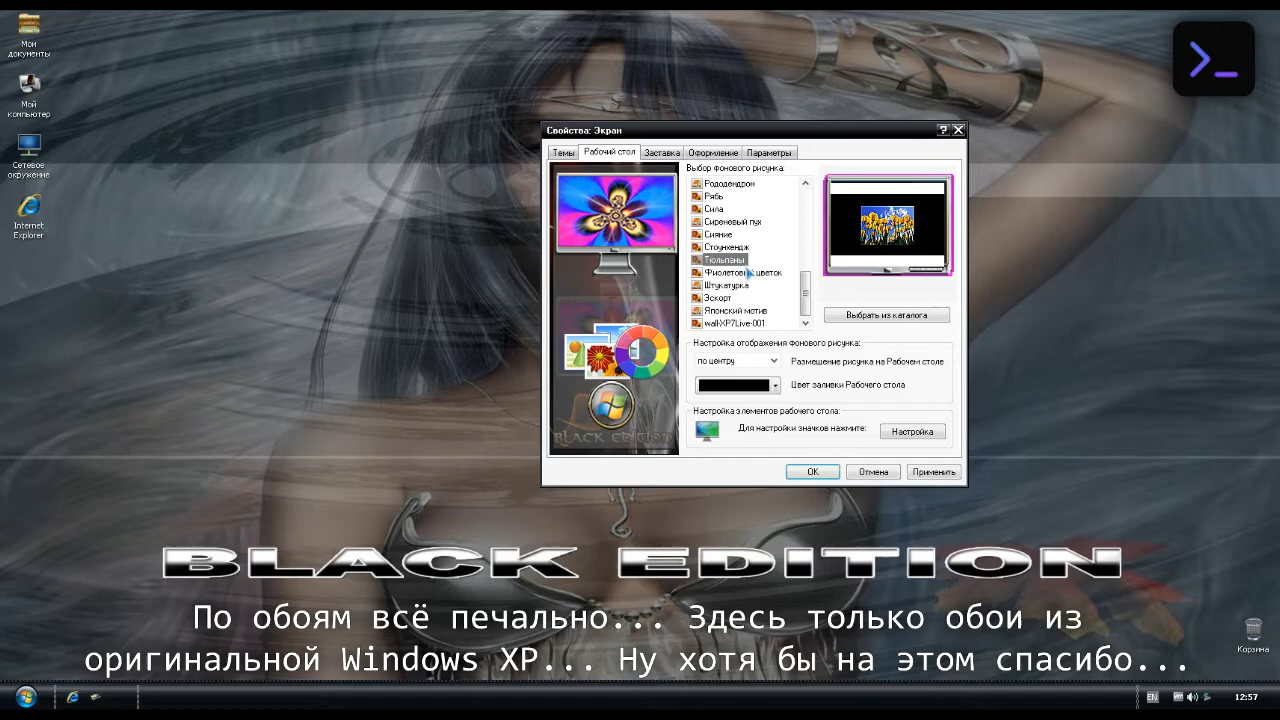 Мои
документы
Мой
компьютер
Сетевое
окружение
Internet
Explorer
Свойства: Экран
Темы
Рабочий стол
Заставка
Оформление
Параметры
Выбор фонового рисунка:
Рододендрон
Рябь
Сила
Сиреневый пух
Сияние
Стоунхендж
Тюльпаны
Фиолетовый цветок
Штукатурка
Эскорт
Японский мотив
wall-XP7Live-001
Выбрать из каталога
Настройка отображения фонового рисунка:
по центру
Размещение рисунка на Рабочем столе
Цвет заливки Рабочего стола
Настройка элементов рабочего стола:
Для настройки значков нажмите:
Настройка
BLACK EDITION
OK
Отмена
Применить
BLACK EDITION
По обоям всё печально... Здесь только обои из
оригинальной Windows XP... Ну хотя бы на этом спасибо...
Корзина
EN
12:57